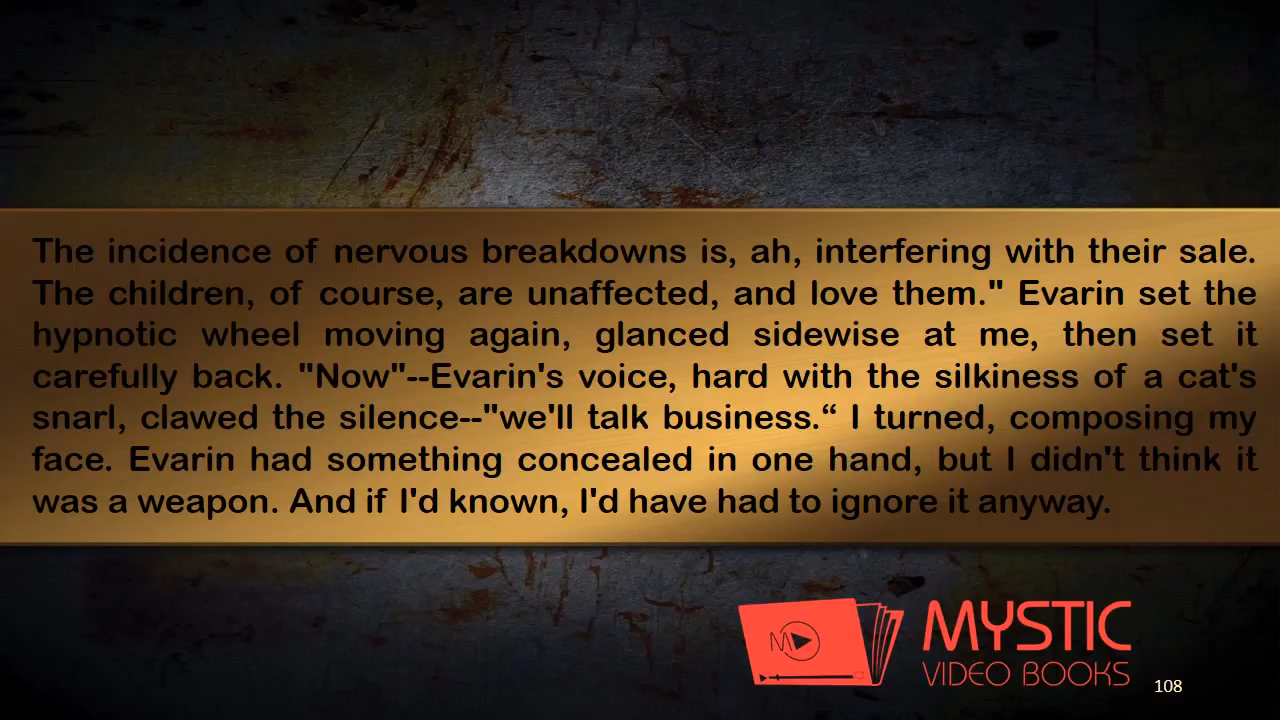 The incidence of nervous breakdowns is, ah, interfering with their sale.
The children, of course, are unaffected, and love them." Evarin set the
hypnotic wheel moving again, glanced sidewise at me, then set it
carefully back. "Now"--Evarin's voice, hard with the silkiness of a cat's
snarl, clawed the silence--"we'll talk business.“ I turned, composing my
face. Evarin had something concealed in one hand, but I didn't think it
was a weapon. And if I'd known, I'd have had to ignore it anyway.
M
MYSTIC
VIDEO BOOKS
108